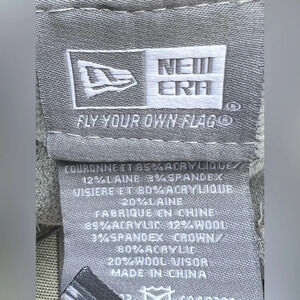 NEW
ERA®
FLY YOUR OWN FLAG®
COURONNE ET 85% ACRYLIQUE/
12% LAINE 3% SPANDEX
VISIERE ET 80% ACRYLIQUE
20% LAINE
FABRIQUE EN CHINE
85% ACRYLIC 12% WOOL
3% SPANDEX CROWN/
80% ACRYLIC
20% WOOL VISOR
MADE IN CHINA